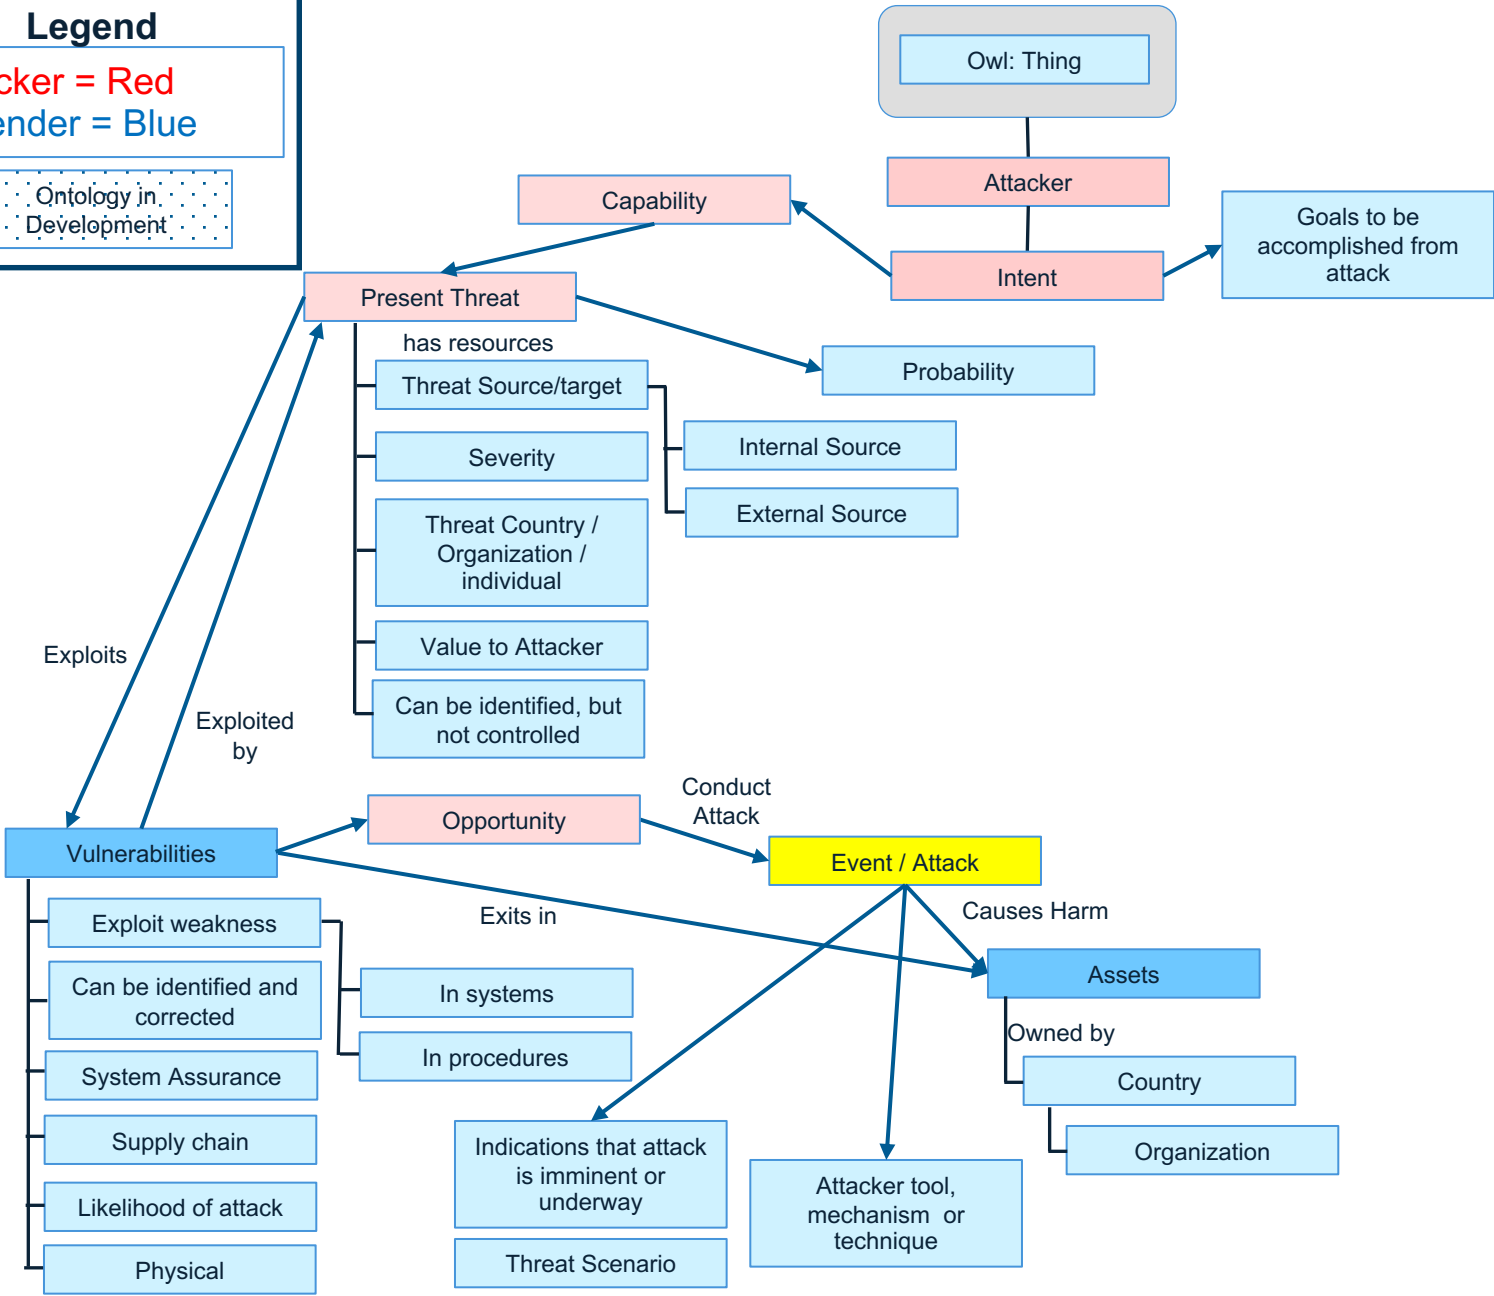 Legend
cker = Red
ender = Blue
Ontology in
Development
Owl: Thing
Attacker
Capability
Intent
Goals to be
accomplished from
attack
Present Threat
has resources
Probability
Threat Source/target
Internal Source
Severity
External Source
Threat Country /
Organization /
individual
Value to Attacker
Can be identified, but
not controlled
Exploits
Exploited
by
Conduct
Attack
Opportunity
Vulnerabilities
Event / Attack
Exits in
Causes Harm
Exploit weakness
Assets
Can be identified and
corrected
In systems
Owned by
In procedures
System Assurance
Country
Supply chain
Organization
Indications that attack
is imminent or
underway
Attacker tool,
mechanism or
technique
Likelihood of attack
Threat Scenario
Physical